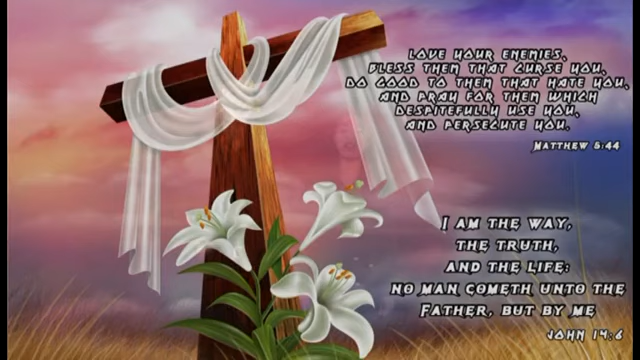 Love your enemies,
bless them that curse you,
do good to them that hate you,
and pray for them which
despitefully use you,
and persecute you.
Matthew 5:44
I am the way,
the truth,
and the life:
no man cometh unto the
Father, but by me
John 14:6